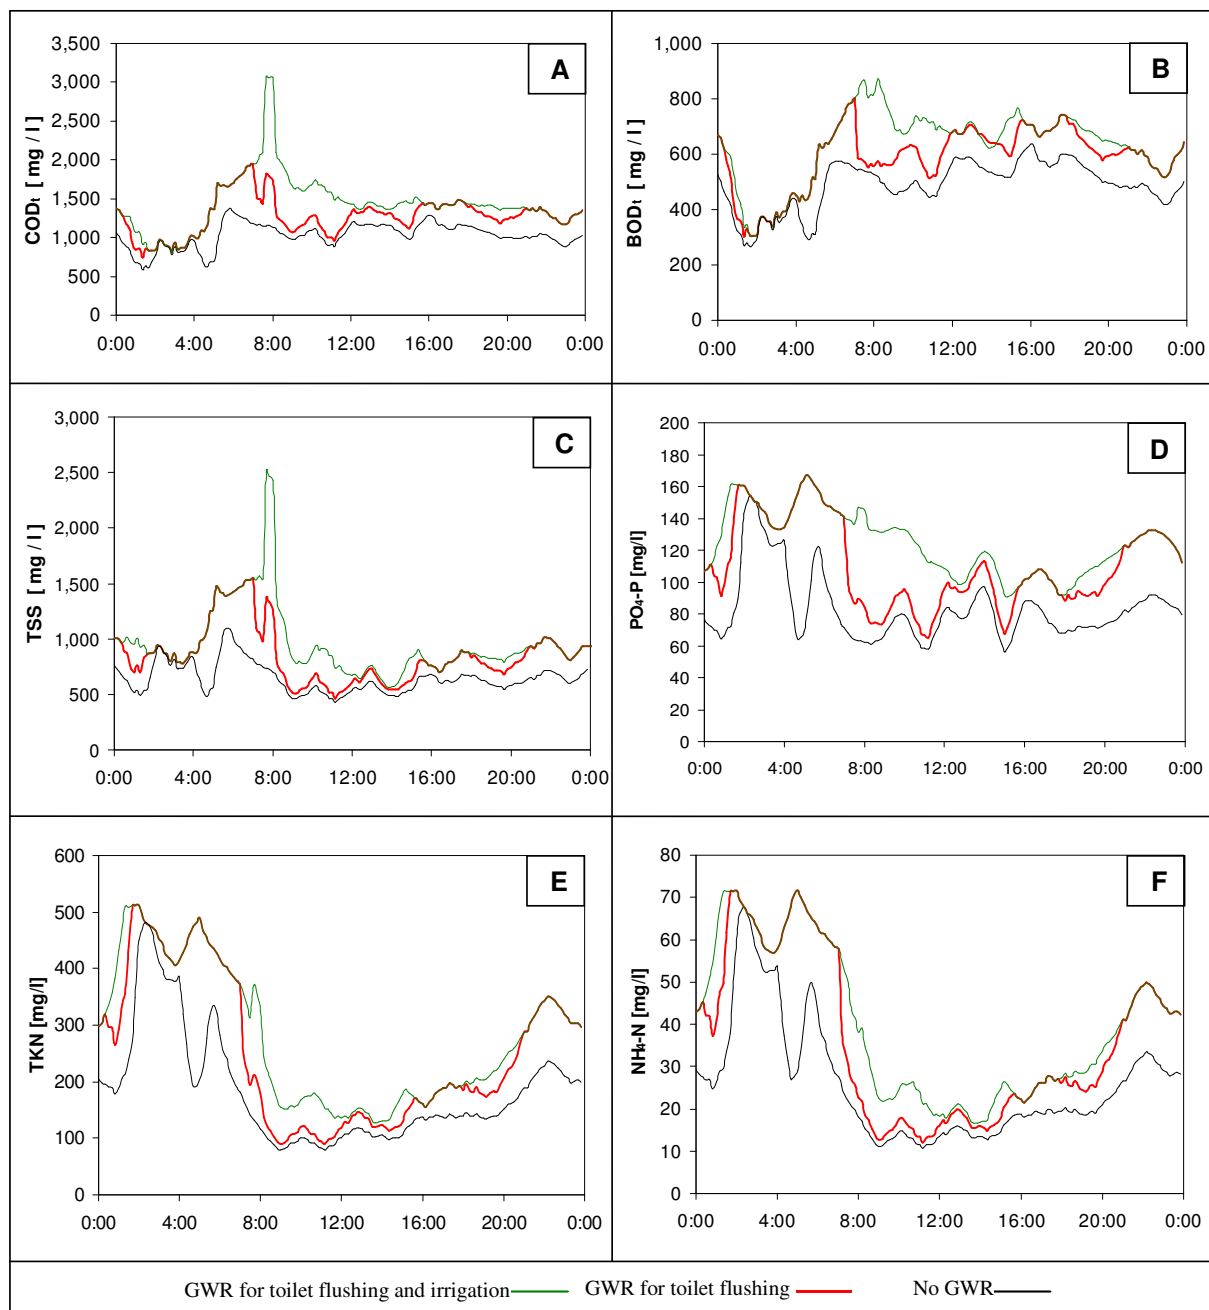 A
CODt [ mg / l ]
3,500
3,000
2,500
2,000
1,500
1,000
500
0
0:00 4:00 8:00 12:00 16:00 20:00 0:00
B
BODt [ mg / l ]
1,000
800
600
400
200
0
0:00 4:00 8:00 12:00 16:00 20:00 0:00
C
TSS [ mg / l ]
3,000
2,500
2,000
1,500
1,000
500
0
0:00 4:00 8:00 12:00 16:00 20:00 0:00
D
PO4-P [mg/l]
200
180
160
140
120
100
80
60
40
20
0
0:00 4:00 8:00 12:00 16:00 20:00 0:00
E
TKN [mg/l]
600
500
400
300
200
100
0
0:00 4:00 8:00 12:00 16:00 20:00 0:00
F
NH4-N [mg/l]
80
70
60
50
40
30
20
10
0
0:00 4:00 8:00 12:00 16:00 20:00 0:00
GWR for toilet flushing and irrigation GWR for toilet flushing No GWR